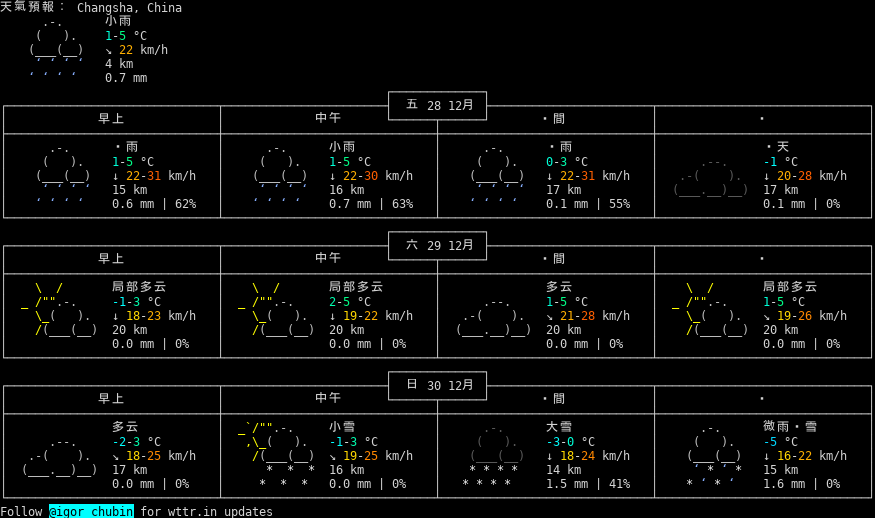 天氣預報： Changsha, China
小雨
1-5 °C
↘ 22 km/h
4 km
0.7 mm
五 28 12月
早上 中午 ・間 ・
・雨 小雨 ・雨 ・天
1-5 °C 1-5 °C 0-3 °C -1 °C
↓ 22-31 km/h ↓ 22-30 km/h ↓ 22-31 km/h ↓ 20-28 km/h
15 km 16 km 17 km 17 km
0.6 mm | 62% 0.7 mm | 63% 0.1 mm | 55% 0.1 mm | 0%
六 29 12月
早上 中午 ・間 ・
局部多云 局部多云 多云 局部多云
-1-3 °C 2-5 °C 1-5 °C 1-5 °C
↓ 18-23 km/h ↓ 19-22 km/h ↘ 21-28 km/h ↘ 19-26 km/h
20 km 20 km 20 km 20 km
0.0 mm | 0% 0.0 mm | 0% 0.0 mm | 0% 0.0 mm | 0%
日 30 12月
早上 中午 ・間 ・
多云 小雪 大雪 微雨・雪
-2-3 °C -1-3 °C -3-0 °C -5 °C
↘ 18-25 km/h ↓ 19-25 km/h ↓ 18-24 km/h ↓ 16-22 km/h
17 km 16 km 14 km 15 km
0.0 mm | 0% 0.0 mm | 0% 1.5 mm | 41% 1.6 mm | 0%
Follow @igor_chubin for wttr.in updates